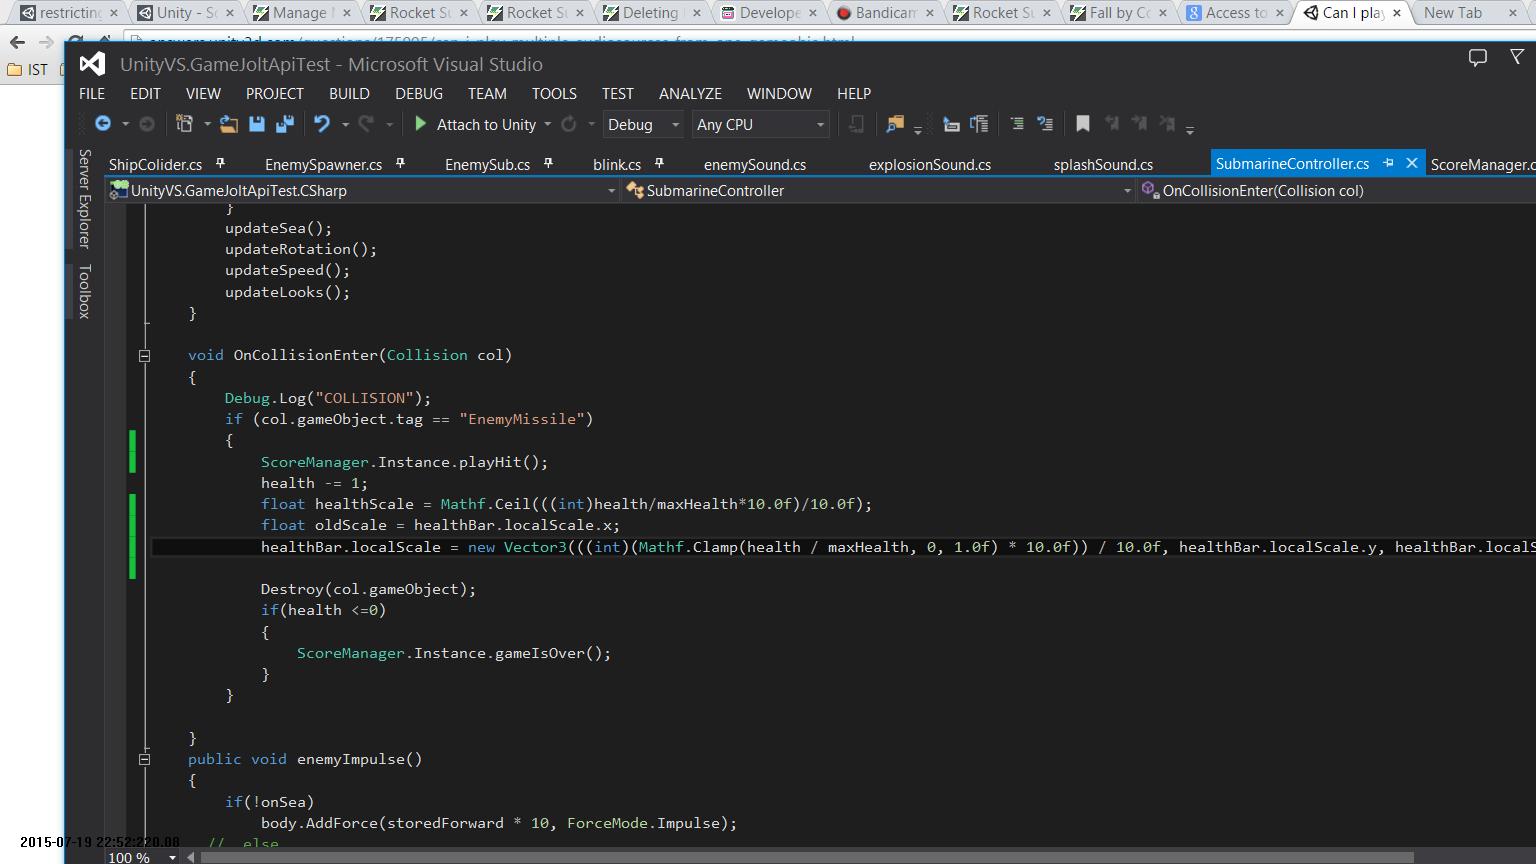 restricting
Unity - Sc
Manage
Rocket Su
Rocket Su
Deleting
Develope
Bandicam
Rocket Su
Fall by Co
Access to
Can I play
New Tab
IST
UnityVS.GameJoltApiTest - Microsoft Visual Studio
FILE EDIT VIEW PROJECT BUILD DEBUG TEAM TOOLS TEST ANALYZE WINDOW HELP
Attach to Unity Debug Any CPU
Server Explorer
Toolbox
ShipColider.cs EnemySpawner.cs EnemySub.cs blink.cs enemySound.cs explosionSound.cs splashSound.cs SubmarineController.cs ScoreManager.c
UnityVS.GameJoltApiTest.CSharp SubmarineController OnCollisionEnter(Collision col)
}
updateSea();
updateRotation();
updateSpeed();
updateLooks();
}
void OnCollisionEnter(Collision col)
{
Debug.Log("COLLISION");
if (col.gameObject.tag == "EnemyMissile")
{
ScoreManager.Instance.playHit();
health -= 1;
float healthScale = Mathf.Ceil(((int)health/maxHealth*10.0f)/10.0f);
float oldScale = healthBar.localScale.x;
healthBar.localScale = new Vector3(((int)(Mathf.Clamp(health / maxHealth, 0, 1.0f) * 10.0f)) / 10.0f, healthBar.localScale.y, healthBar.localS
Destroy(col.gameObject);
if(health <=0)
{
ScoreManager.Instance.gameIsOver();
}
}
}
public void enemyImpulse()
{
if(!onSea)
body.AddForce(storedForward * 10, ForceMode.Impulse);
// else
100 %